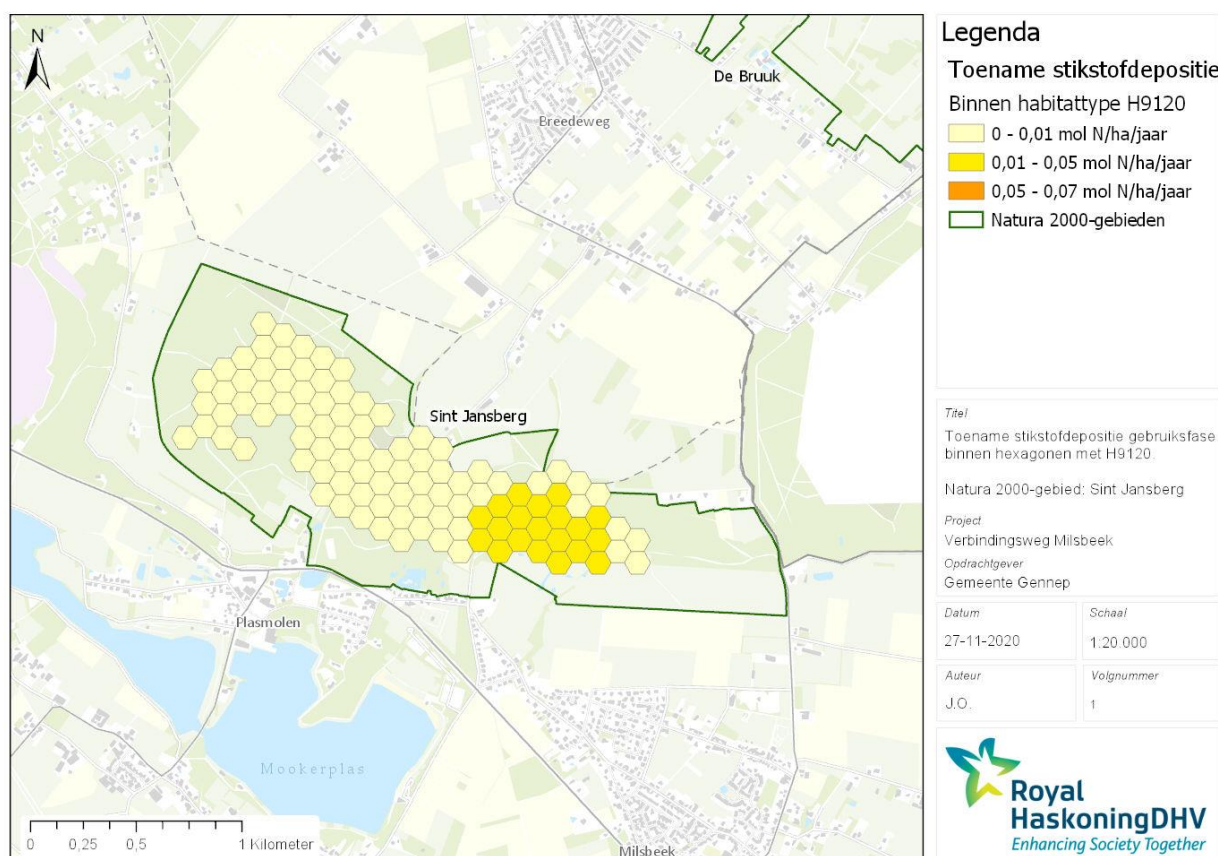 N
De Bruuk
Breedeweg
Sint Jansberg
Plasmolen
Mookerplas
Milsbeek
0 0,25 0,5 1 Kilometer
Legenda
Toename stikstofdepositie
Binnen habitattype H9120
0 - 0,01 mol N/ha/jaar
0,01 - 0,05 mol N/ha/jaar
0,05 - 0,07 mol N/ha/jaar
Natura 2000-gebieden
Titel
Toename stikstofdepositie gebruiksfase
binnen hexagonen met H9120.
Natura 2000-gebied: Sint Jansberg
Project
Verbindingsweg Milsbeek
Opdrachtgever
Gemeente Gennep
Datum
27-11-2020
Schaal
1:20.000
Auteur
J.O.
Volgnummer
1
Royal
HaskoningDHV
Enhancing Society Together